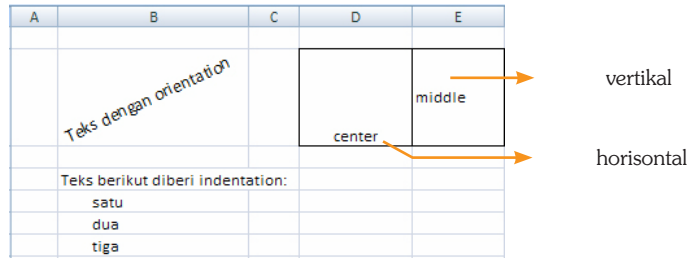 A B C D E
Teks dengan orientation
middle
vertikal
center
horisontal
Teks berikut diberi indentation:
satu
dua
tiga